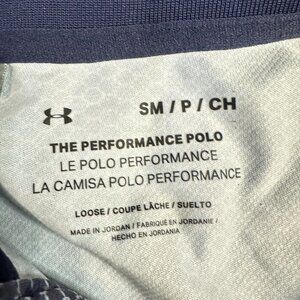 SM / P / CH
THE PERFORMANCE POLO
LE POLO PERFORMANCE
LA CAMISA POLO PERFORMANCE
LOOSE / COUPE LÂCHE / SUELTO
MADE IN JORDAN / FABRIQUÉ EN JORDANIE /
HECHO EN JORDANIA